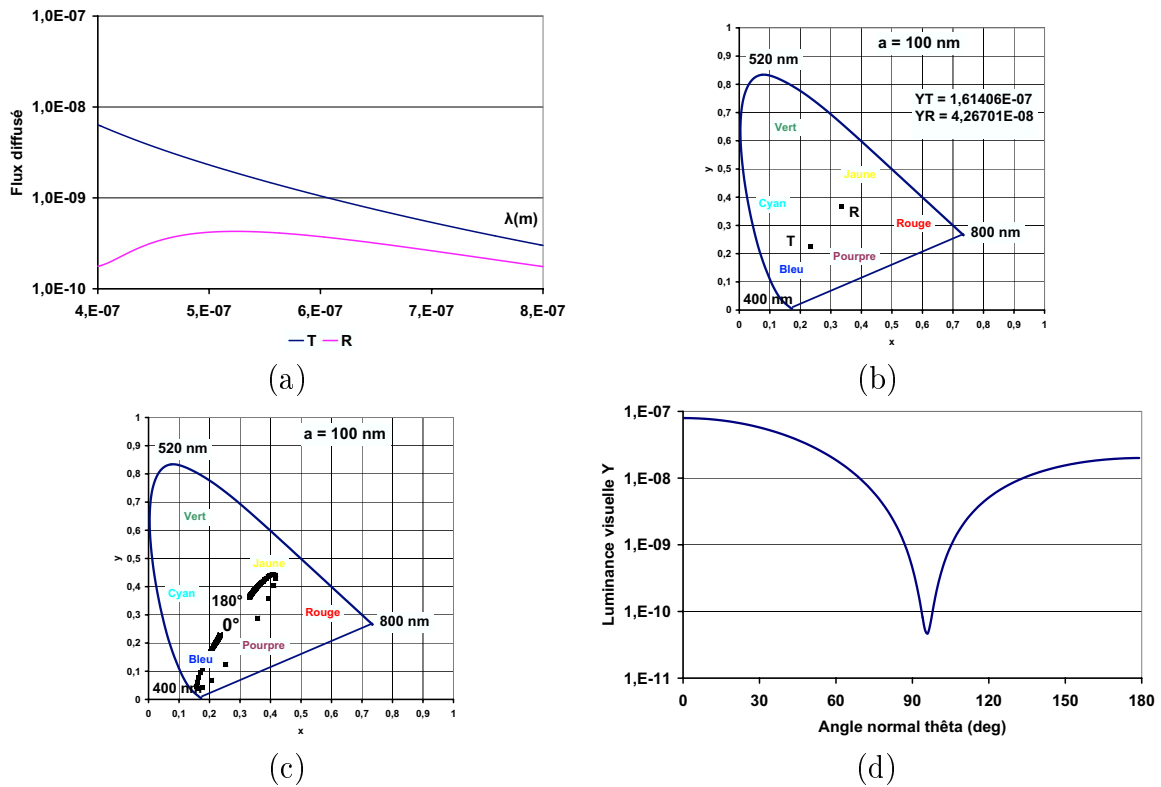 1,0E-07
1,0E-08
1,0E-09
1,0E-10
Flux diffusé
λ(m)
4,E-07 5,E-07 6,E-07 7,E-07 8,E-07
T R
(a)
1
0,9
0,8
0,7
0,6
0,5
0,4
0,3
0,2
0,1
0
y
520 nm
a = 100 nm
YT = 1,61406E-07
YR = 4,26701E-08
Vert
Jaune
Cyan
R
Rouge
800 nm
T
Pourpre
Bleu
400 nm
0 0,1 0,2 0,3 0,4 0,5 0,6 0,7 0,8 0,9 1
x
(b)
1
0,9
0,8
0,7
0,6
0,5
0,4
0,3
0,2
0,1
0
y
a = 100 nm
520 nm
Vert
Jaune
Cyan
180°
0°
Rouge
800 nm
Pourpre
Bleu
400 nm
0 0,1 0,2 0,3 0,4 0,5 0,6 0,7 0,8 0,9 1
x
(c)
1,E-07
1,E-08
1,E-09
1,E-10
1,E-11
Luminance visuelle Y
0 30 60 90 120 150 180
Angle normal thêta (deg)
(d)